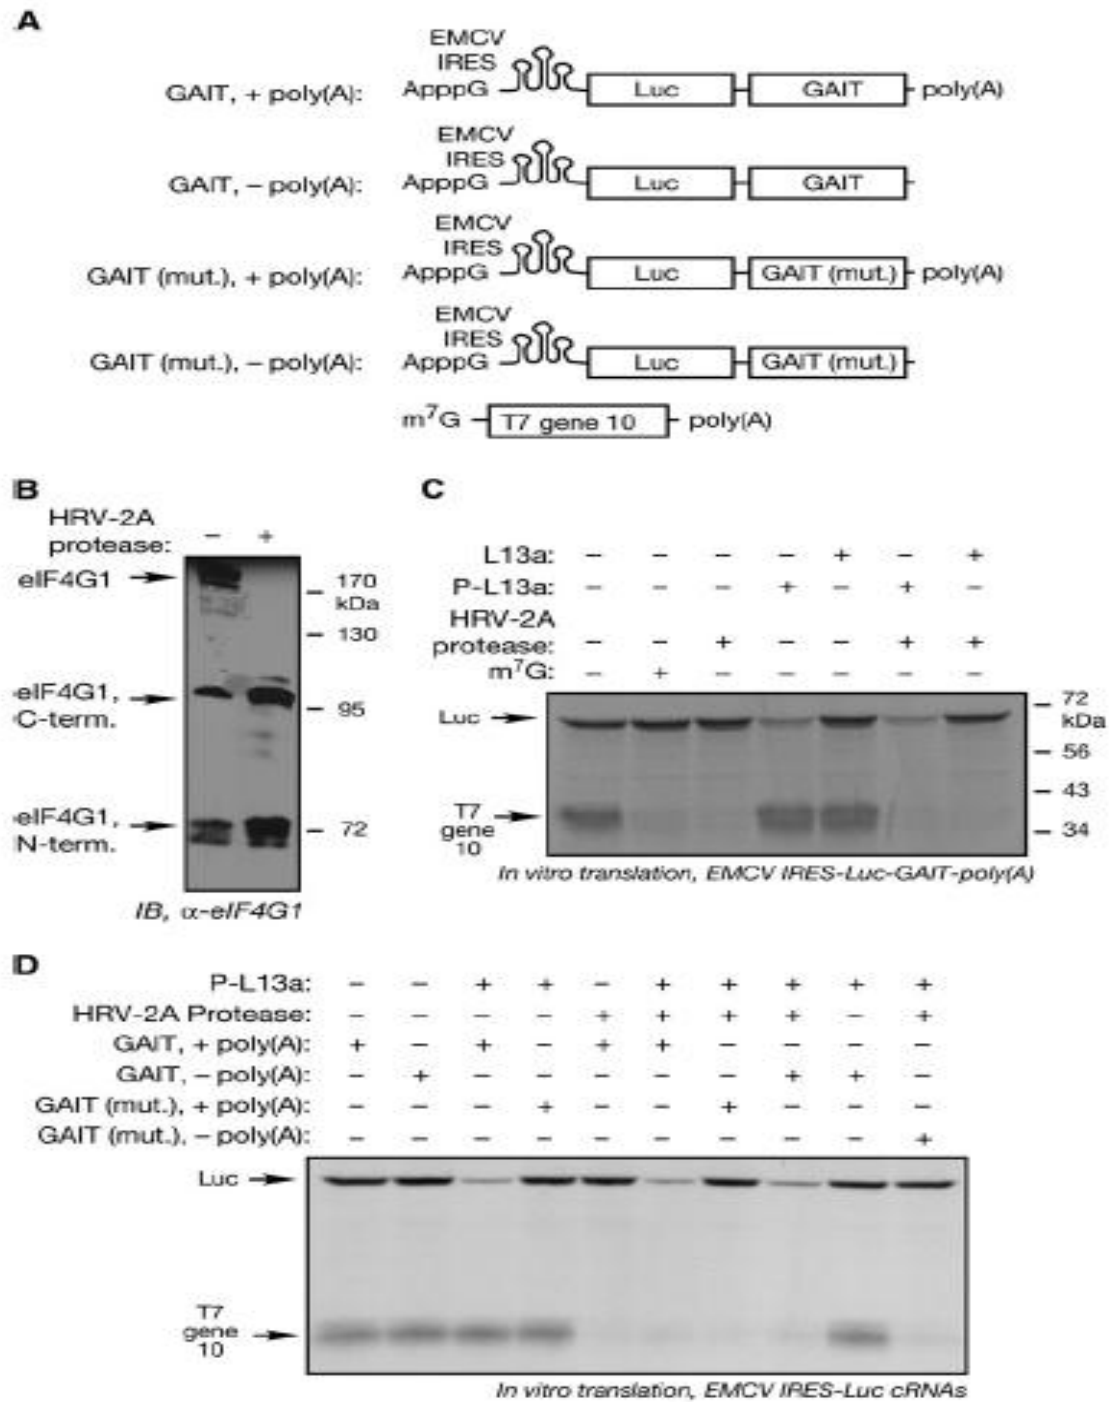 A
EMCV
IRES
GAIT, + poly(A): ApppG Luc GAIT poly(A)
EMCV
IRES
GAIT, – poly(A): ApppG Luc GAIT
EMCV
IRES
GAIT (mut.), + poly(A): ApppG Luc GAIT (mut.) poly(A)
EMCV
IRES
GAIT (mut.), – poly(A): ApppG Luc GAIT (mut.)
m⁷G T7 gene 10 poly(A)
B
HRV-2A
protease: – +
eIF4G1
170
kDa
130
eIF4G1,
C-term.
95
eIF4G1,
N-term.
72
IB, α-eIF4G1
C
L13a: – – – – + – +
P-L13a: – – – + – + –
HRV-2A
protease: – – + – – + +
m⁷G: – + – – – – –
Luc
72
kDa
56
43
T7
gene
10
34
In vitro translation, EMCV IRES-Luc-GAIT-poly(A)
D
P-L13a: – – + + – + + + + +
HRV-2A Protease: – – – – + + + + – +
GAIT, + poly(A): + – + – + + – – – –
GAIT, – poly(A): – + – – – – – + + –
GAIT (mut.), + poly(A): – – – + – – + – – –
GAIT (mut.), – poly(A): – – – – – – – – – +
Luc
T7
gene
10
In vitro translation, EMCV IRES-Luc cRNAs